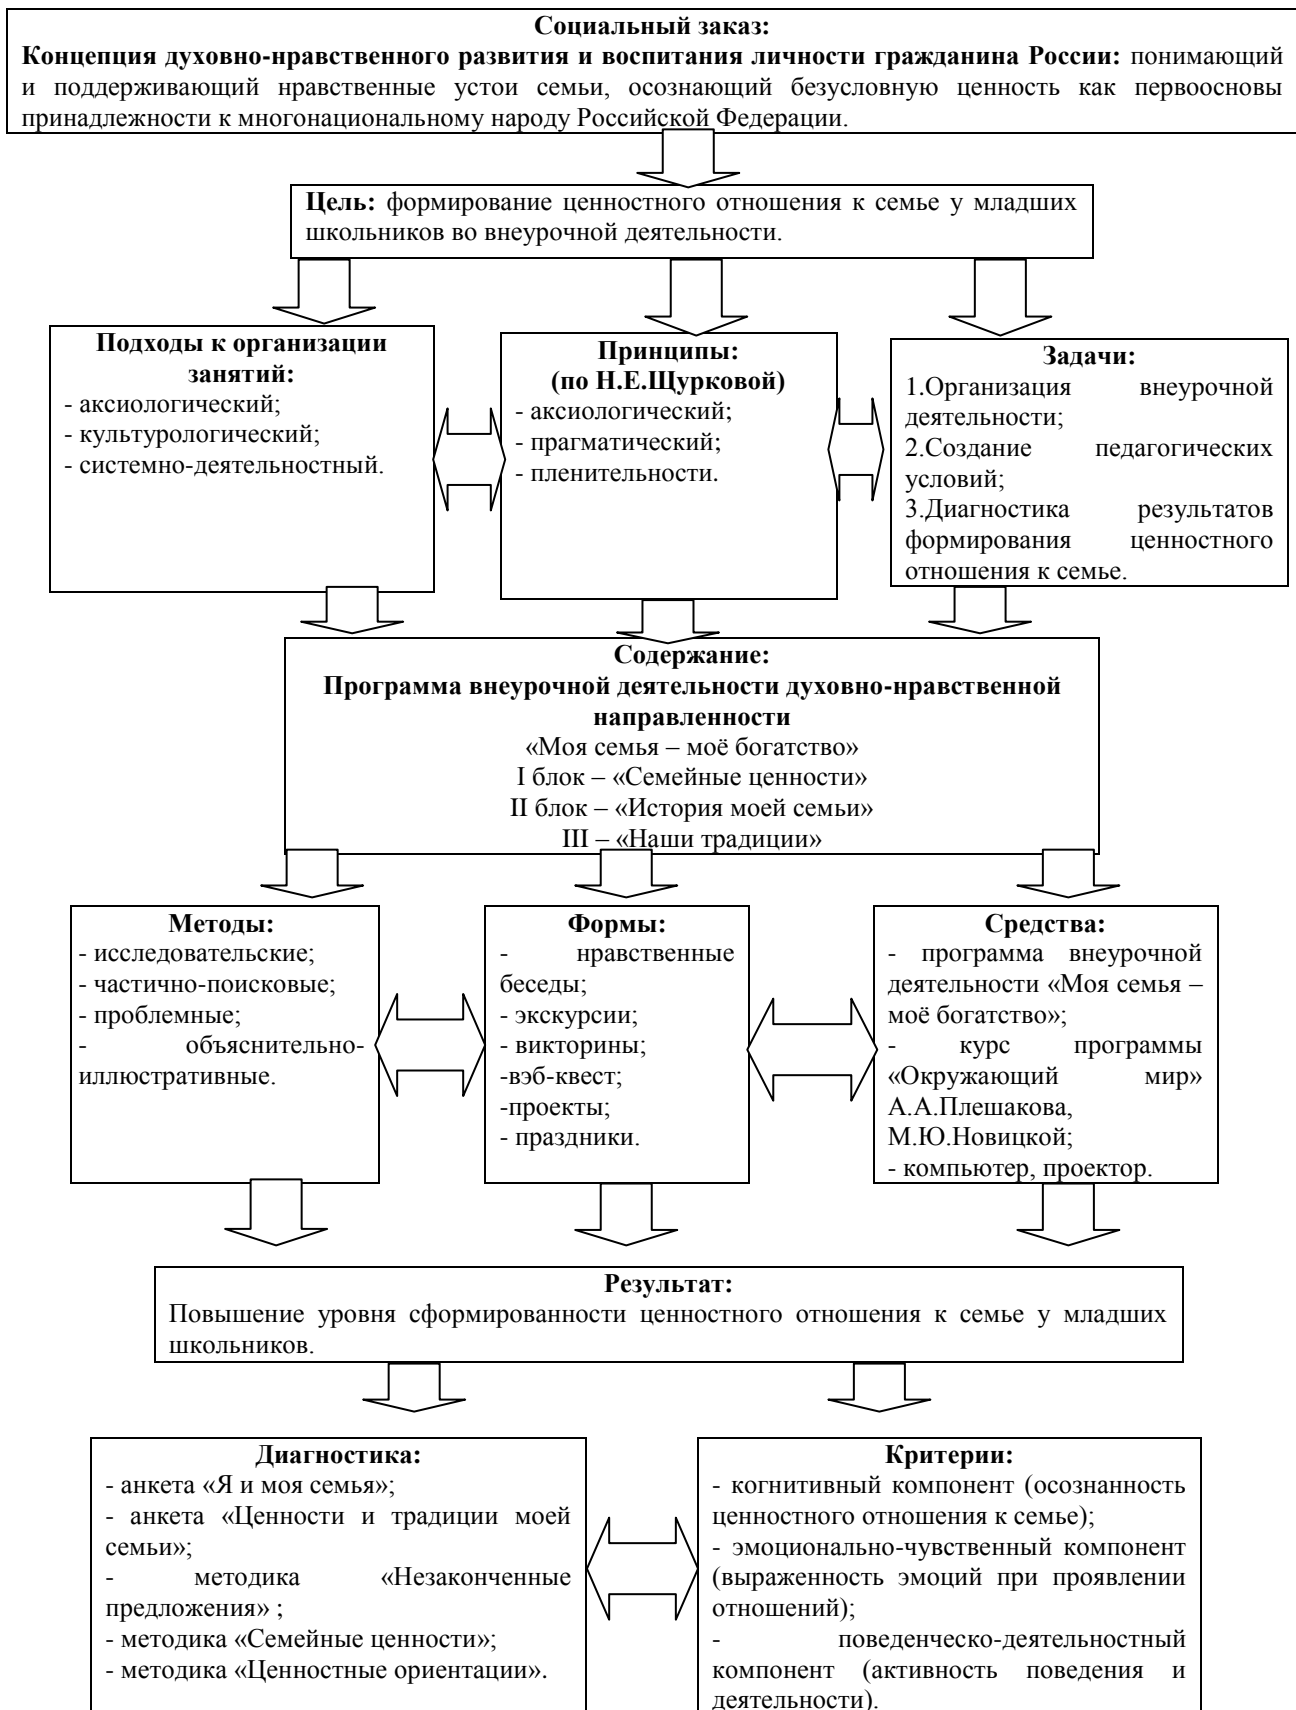 Социальный заказ:
Концепция духовно-нравственного развития и воспитания личности гражданина России: понимающий
и поддерживающий нравственные устои семьи, осознающий безусловную ценность как первоосновы
принадлежности к многонациональному народу Российской Федерации.
Цель: формирование ценностного отношения к семье у младших
школьников во внеурочной деятельности.
Подходы к организации
занятий:
- аксиологический;
- культурологический;
- системно-деятельностный.
Принципы:
(по Н.Е.Щурковой)
- аксиологический;
- прагматический;
- пленительности.
Задачи:
1.Организация внеурочной
деятельности;
2.Создание педагогических
условий;
3.Диагностика результатов
формирования ценностного
отношения к семье.
Содержание:
Программа внеурочной деятельности духовно-нравственной
направленности
«Моя семья – моё богатство»
I блок – «Семейные ценности»
II блок – «История моей семьи»
III – «Наши традиции»
Методы:
- исследовательские;
- частично-поисковые;
- проблемные;
- объяснительно-
иллюстративные.
Формы:
- нравственные
беседы;
- экскурсии;
- викторины;
-вэб-квест;
-проекты;
- праздники.
Средства:
- программа внеурочной
деятельности «Моя семья –
моё богатство»;
- курс программы
«Окружающий мир»
А.А.Плешакова,
М.Ю.Новицкой;
- компьютер, проектор.
Результат:
Повышение уровня сформированности ценностного отношения к семье у младших
школьников.
Диагностика:
- анкета «Я и моя семья»;
- анкета «Ценности и традиции моей
семьи»;
- методика «Незаконченные
предложения» ;
- методика «Семейные ценности»;
- методика «Ценностные ориентации».
Критерии:
- когнитивный компонент (осознанность
ценностного отношения к семье);
- эмоционально-чувственный компонент
(выраженность эмоций при проявлении
отношений);
- поведенческо-деятельностный
компонент (активность поведения и
деятельности).